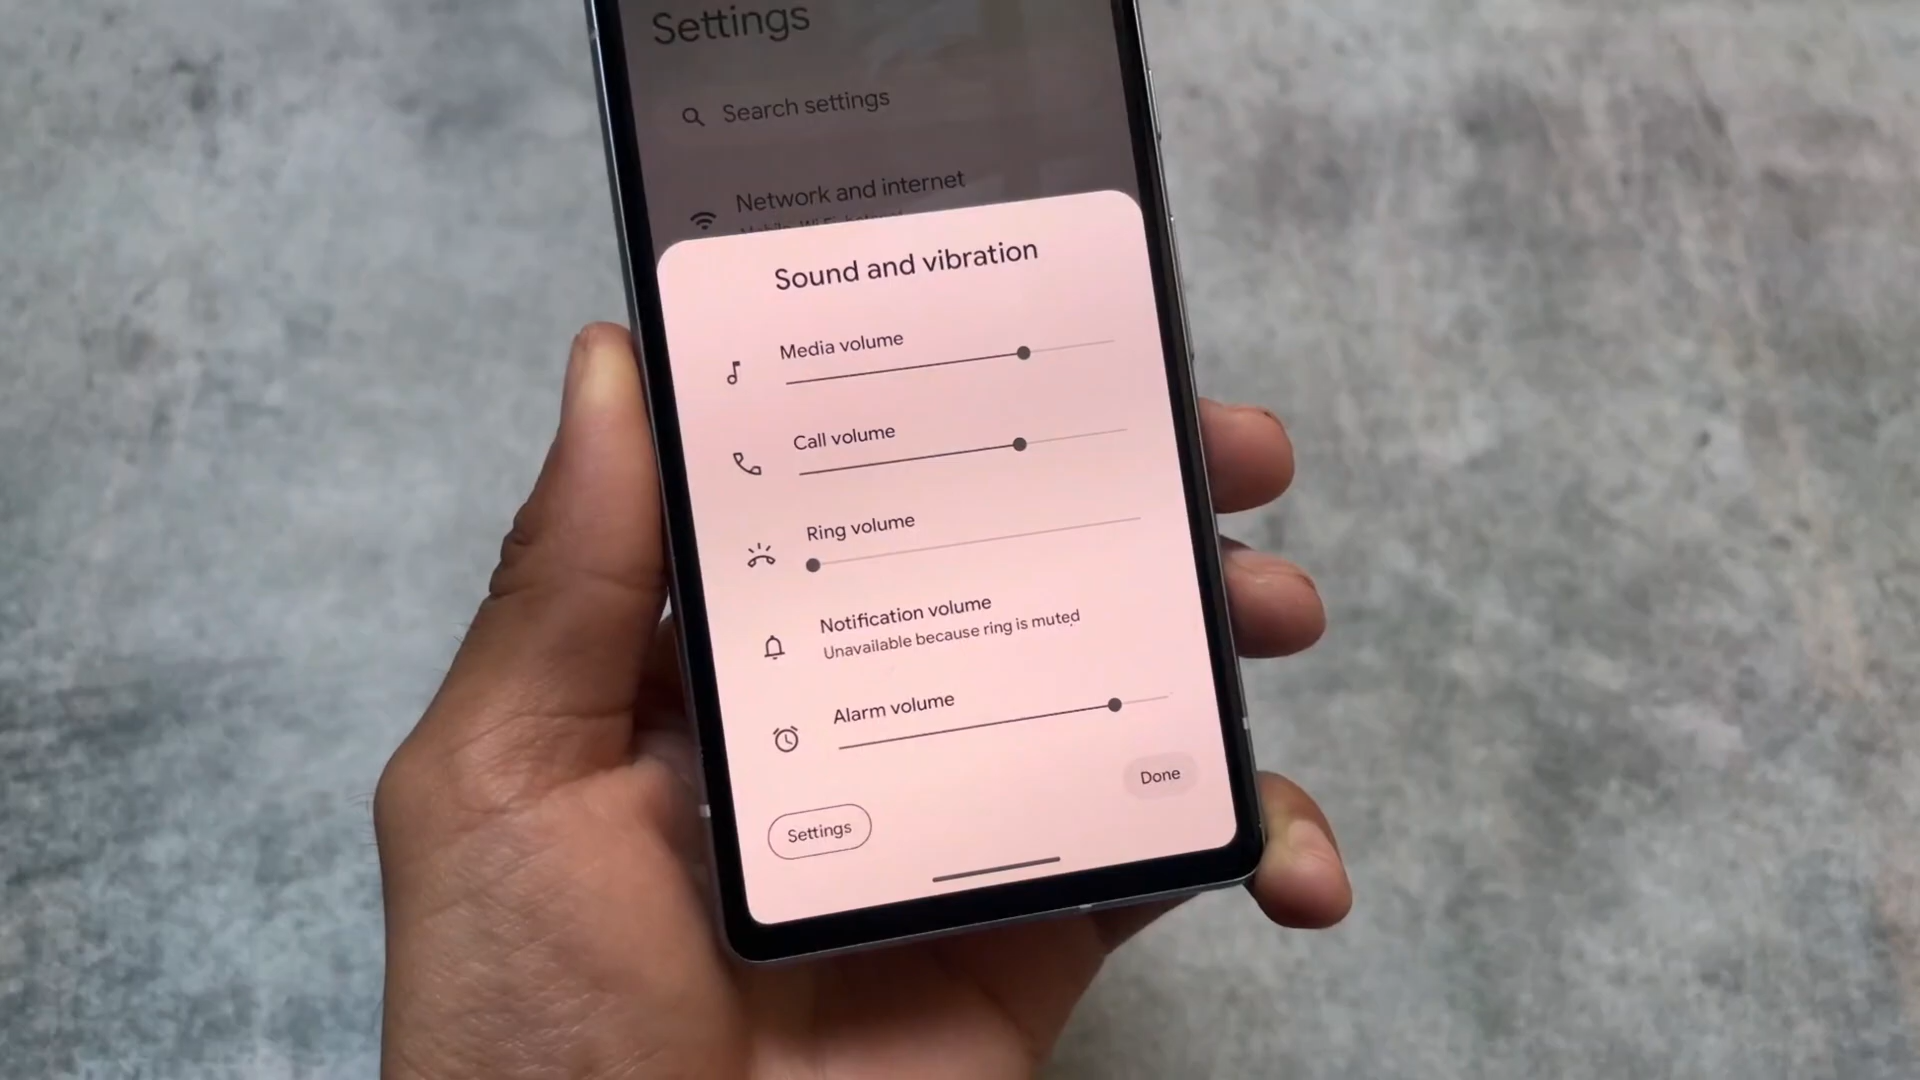 Settings
Search settings
Network and internet
Sound and vibration
Media volume
Call volume
Ring volume
Notification volume
Unavailable because ring is muted
Alarm volume
Done
Settings